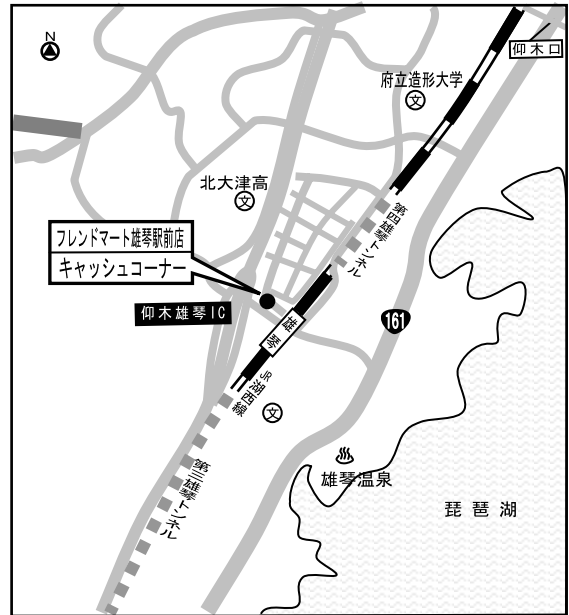 N
仰木口
府立造形大学
文
北大津高
文
第四雄琴トンネル
フレンドマート雄琴駅前店
キャッシュコーナー
仰木雄琴IC
雄琴
161
JR湖西線
文
雄琴温泉
第三雄琴トンネル
琵琶湖